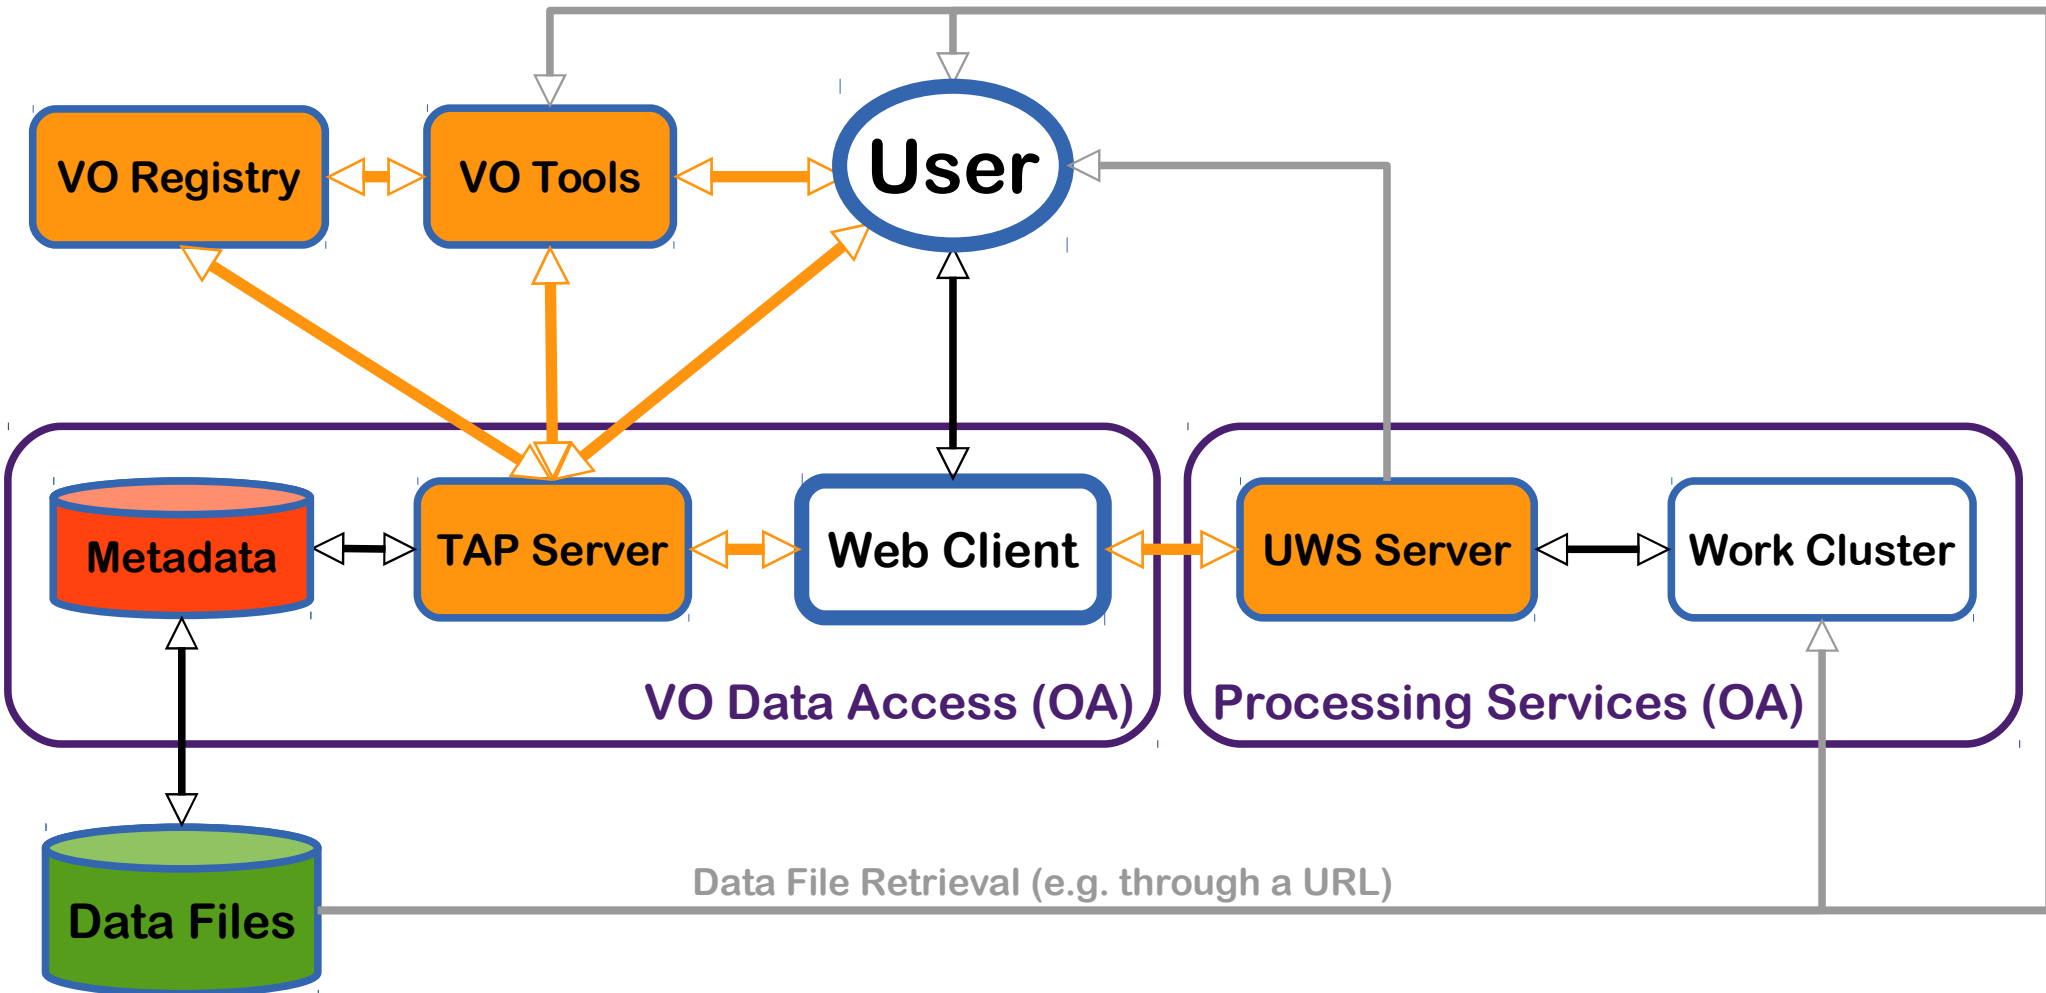 VO Registry
VO Tools
User
Metadata
TAP Server
Web Client
UWS Server
Work Cluster
VO Data Access (OA)
Processing Services (OA)
Data File Retrieval (e.g. through a URL)
Data Files